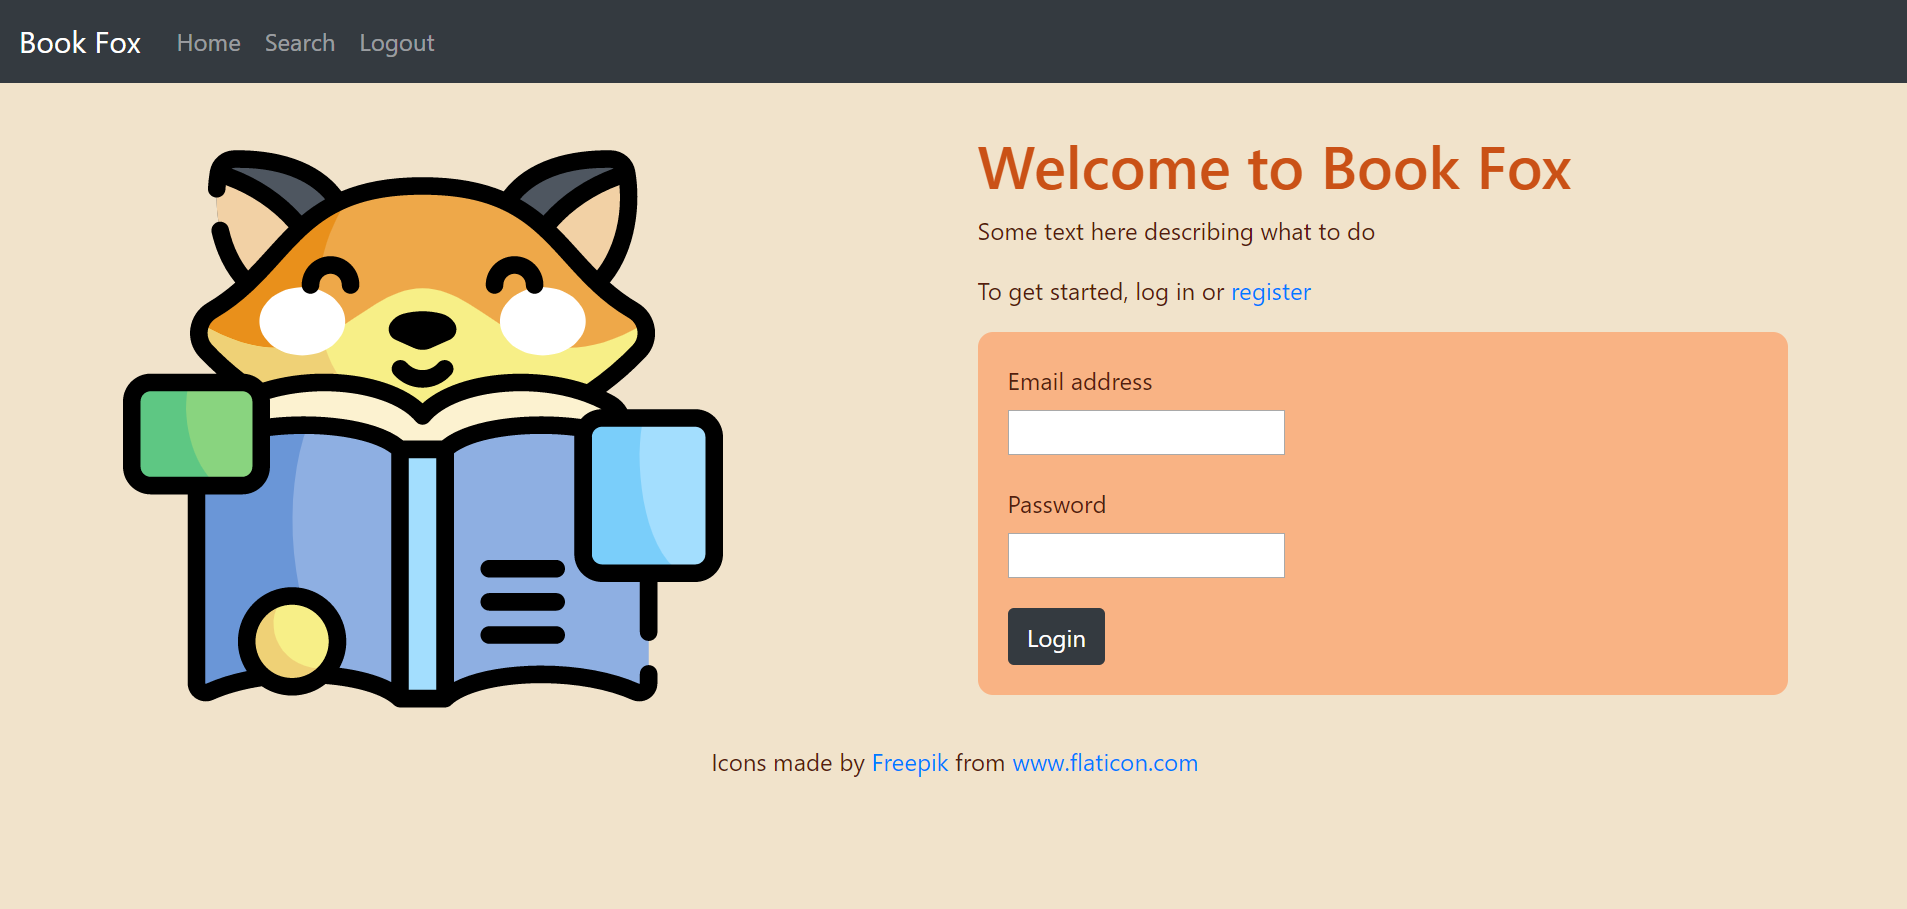 Book Fox Home Search Logout
Welcome to Book Fox
Some text here describing what to do
To get started, log in or register
Email address
Password
Login
Icons made by Freepik from www.flaticon.com